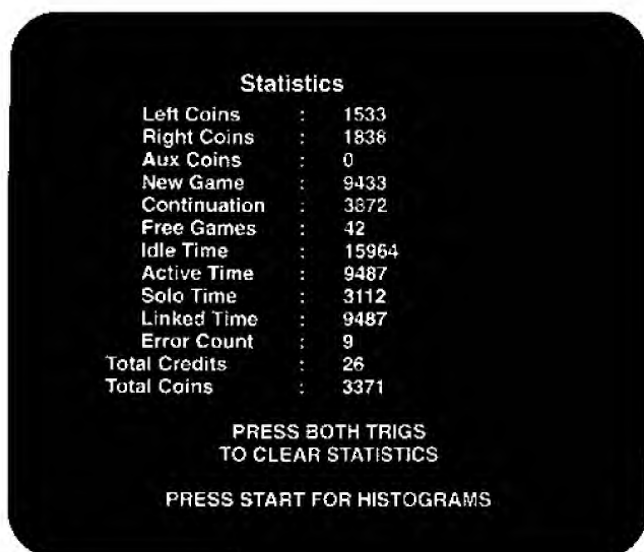 Statistics
Left Coins : 1533
Right Coins : 1838
Aux Coins : 0
New Game : 9433
Continuation : 3872
Free Games : 42
Idle Time : 15964
Active Time : 9487
Solo Time : 3112
Linked Time : 9487
Error Count : 9
Total Credits : 26
Total Coins : 3371
PRESS BOTH TRIGS
TO CLEAR STATISTICS
PRESS START FOR HISTOGRAMS